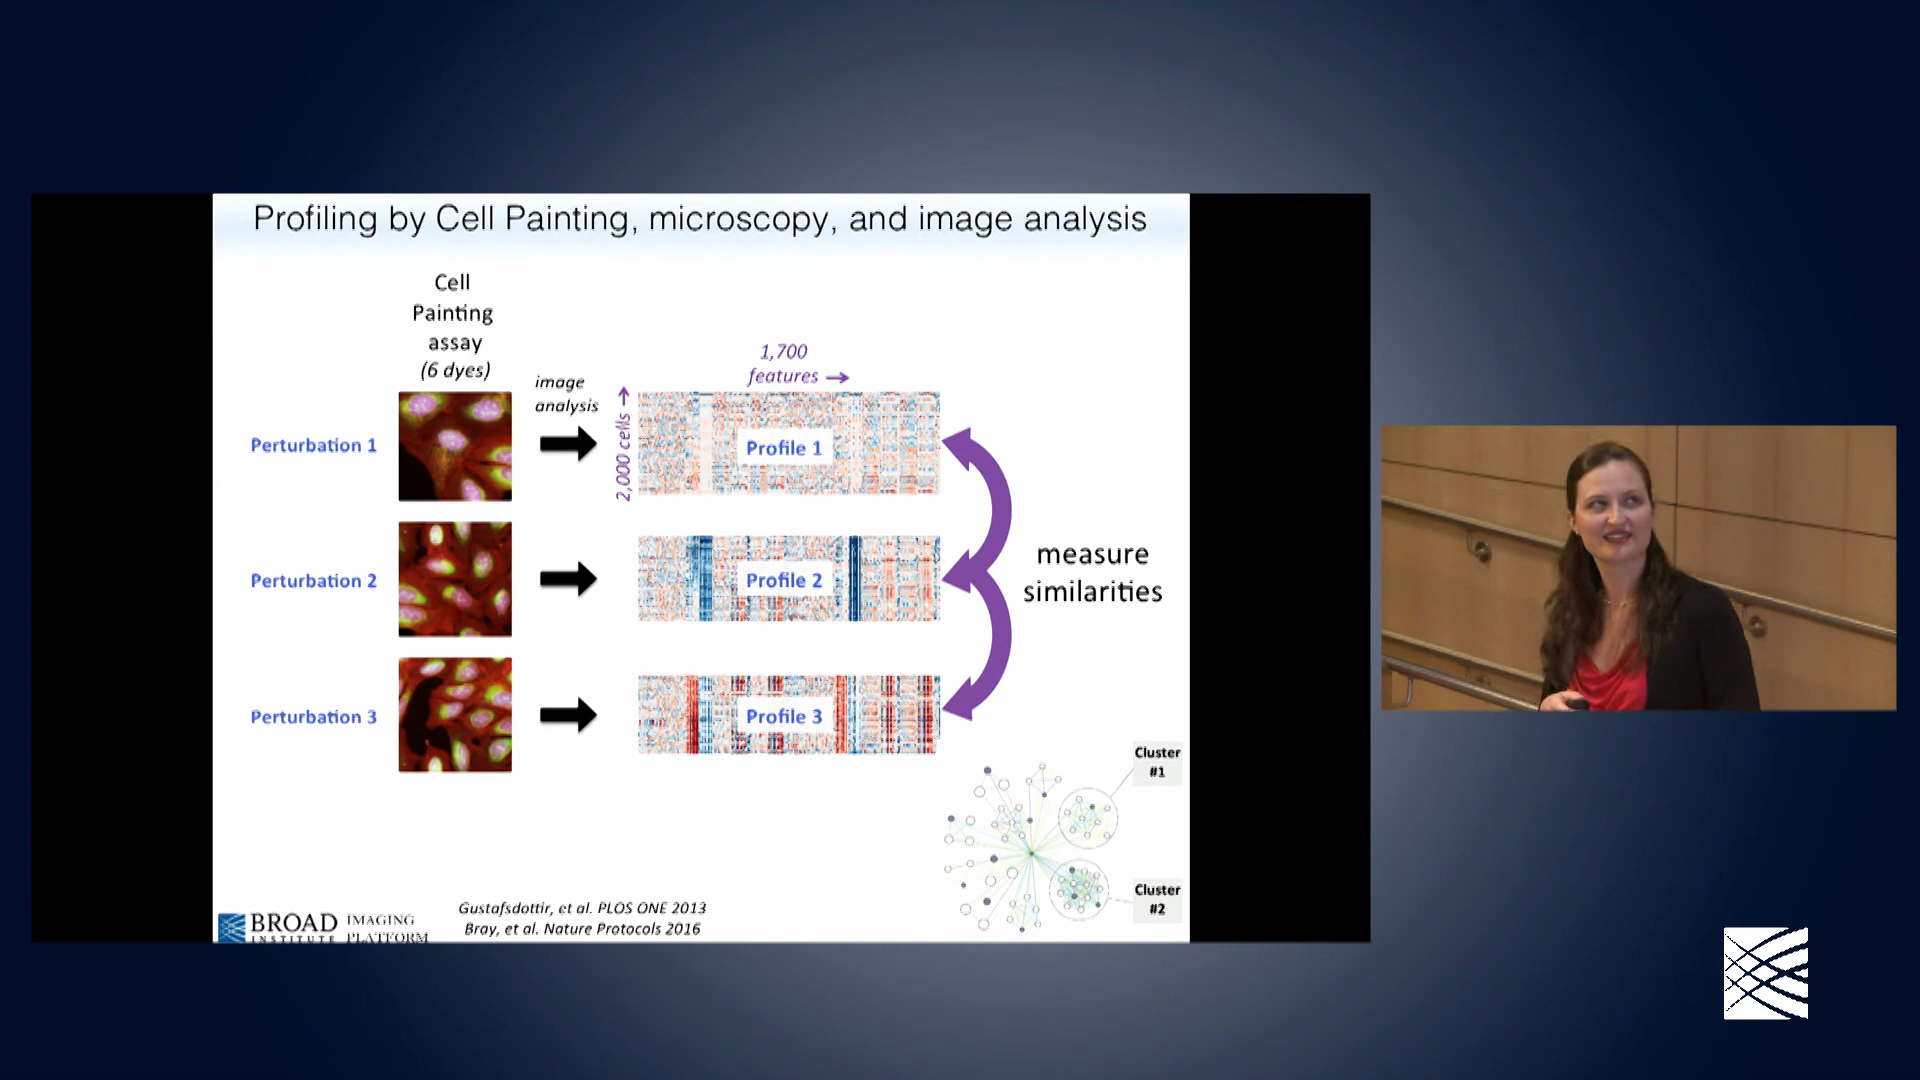 Profiling by Cell Painting, microscopy, and image analysis
Cell
Painting
assay
(6 dyes)
image
analysis
1,700
features →
2,000 cells →
Perturbation 1
Profile 1
Perturbation 2
Profile 2
measure
similarities
Perturbation 3
Profile 3
Cluster
#1
Cluster
#2
Gustafsdottir, et al. PLOS ONE 2013
Bray, et al. Nature Protocols 2016
BROAD
INSTITUTE
IMAGING
PLATFORM